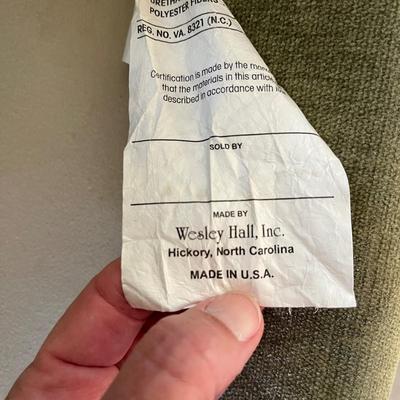 POLYESTER FIBERS
REG. NO. VA. 8321 (N.C.)
Certification is made by the
that the materials in this
described in accordance with
SOLD BY
MADE BY
Wesley Hall, Inc.
Hickory, North Carolina
MADE IN U.S.A.